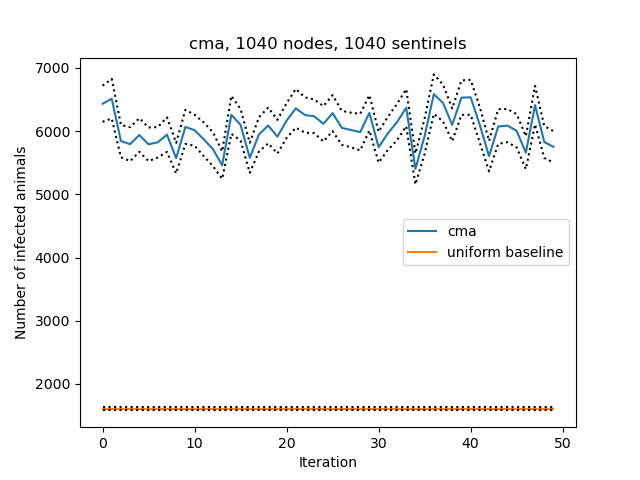 cma, 1040 nodes, 1040 sentinels
Number of infected animals
7000
6000
5000
4000
3000
2000
cma
uniform baseline
0
10
20
30
40
50
Iteration